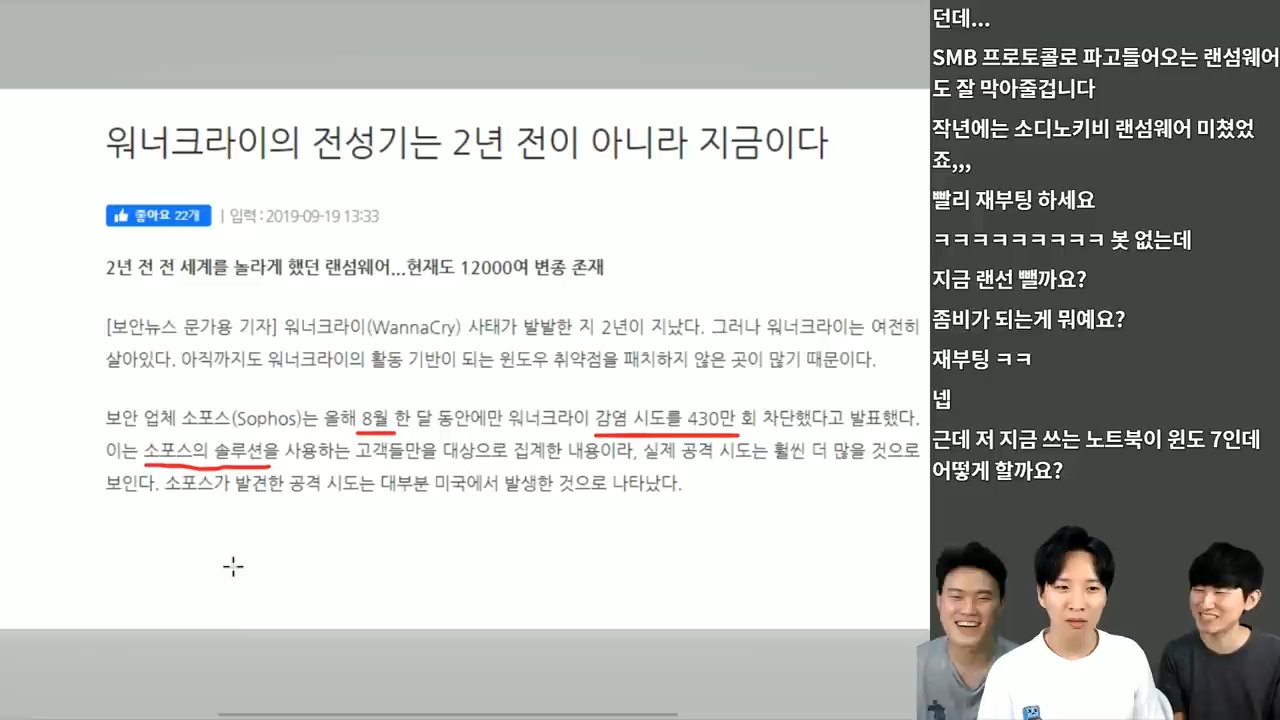 워너크라이의 전성기는 2년 전이 아니라 지금이다
좋아요 22개 | 입력 : 2019-09-19 13:33
2년 전 전 세계를 놀라게 했던 랜섬웨어...현재도 12000여 변종 존재
[보안뉴스 문가용 기자] 워너크라이(WannaCry) 사태가 발발한 지 2년이 지났다. 그러나 워너크라이는 여전히
살아있다. 아직까지도 워너크라이의 활동 기반이 되는 윈도우 취약점을 패치하지 않은 곳이 많기 때문이다.
보안 업체 소포스(Sophos)는 올해 8월 한 달 동안에만 워너크라이 감염 시도를 430만 회 차단했다고 발표했다.
이는 소포스의 솔루션을 사용하는 고객들만을 대상으로 집계한 내용이라, 실제 공격 시도는 훨씬 더 많을 것으로
보인다. 소포스가 발견한 공격 시도는 대부분 미국에서 발생한 것으로 나타났다.
던데...
SMB 프로토콜로 파고들어오는 랜섬웨어
도 잘 막아줄겁니다
작년에는 소디노키비 랜섬웨어 미쳤었
죠,,,
빨리 재부팅 하세요
ㅋㅋㅋㅋㅋㅋㅋㅋㅋ 봇 없는데
지금 랜선 뺄까요?
좀비가 되는게 뭐예요?
재부팅 ㅋㅋ
넵
근데 저 지금 쓰는 노트북이 윈도 7인데
어떻게 할까요?